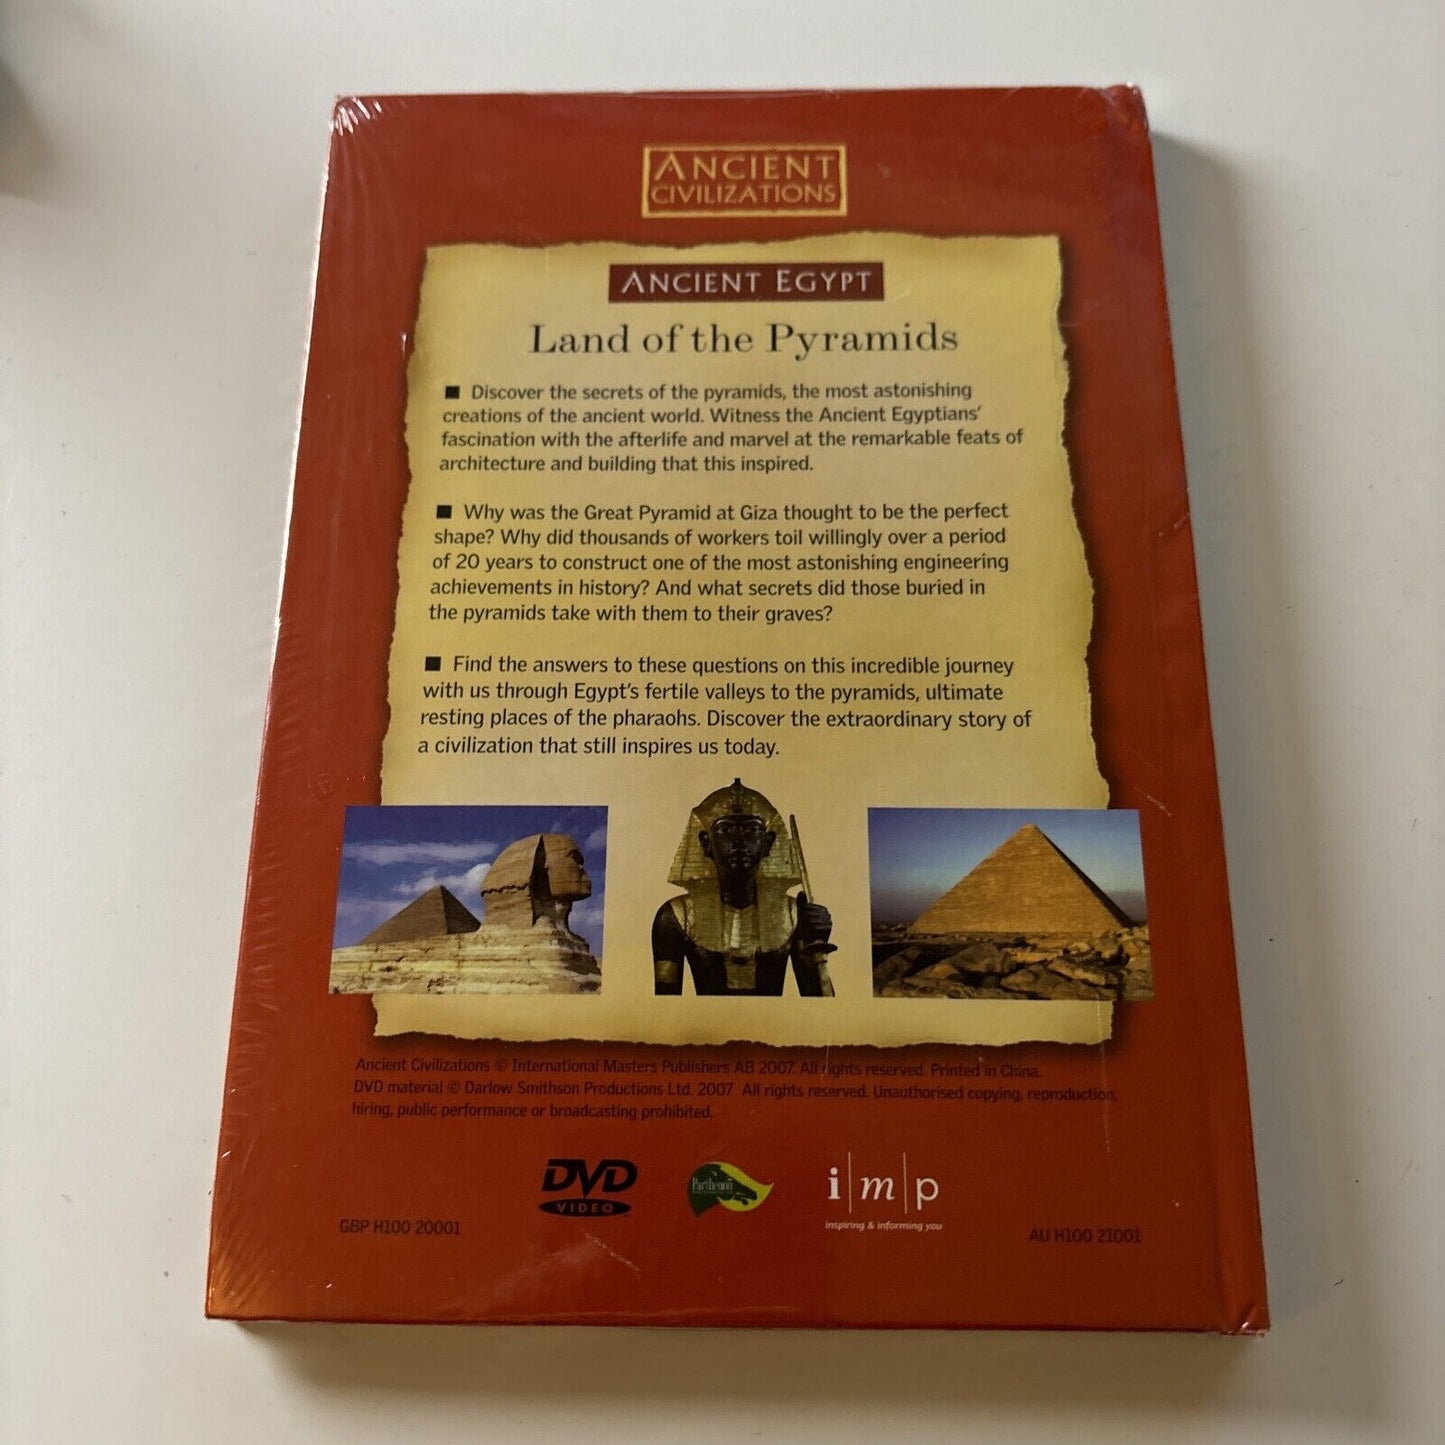 ANCIENT
CIVILIZATIONS
ANCIENT EGYPT
Land of the Pyramids
■ Discover the secrets of the pyramids, the most astonishing
creations of the ancient world. Witness the Ancient Egyptians'
fascination with the afterlife and marvel at the remarkable feats of
architecture and building that this inspired.
■ Why was the Great Pyramid at Giza thought to be the perfect
shape? Why did thousands of workers toil willingly over a period
of 20 years to construct one of the most astonishing engineering
achievements in history? And what secrets did those buried in
the pyramids take with them to their graves?
■ Find the answers to these questions on this incredible journey
with us through Egypt's fertile valleys to the pyramids, ultimate
resting places of the pharaohs. Discover the extraordinary story of
a civilization that still inspires us today.
Ancient Civilizations © International Masters Publishers AB 2007. All rights reserved. Printed in China.
DVD material © Darlow Smithson Productions Ltd. 2007 All rights reserved. Unauthorised copying, reproduction,
hiring, public performance or broadcasting prohibited.
DVD
VIDEO
Parthenon
i|m|p
inspiring & informing you
GBP H100 20001
AU H100 21001